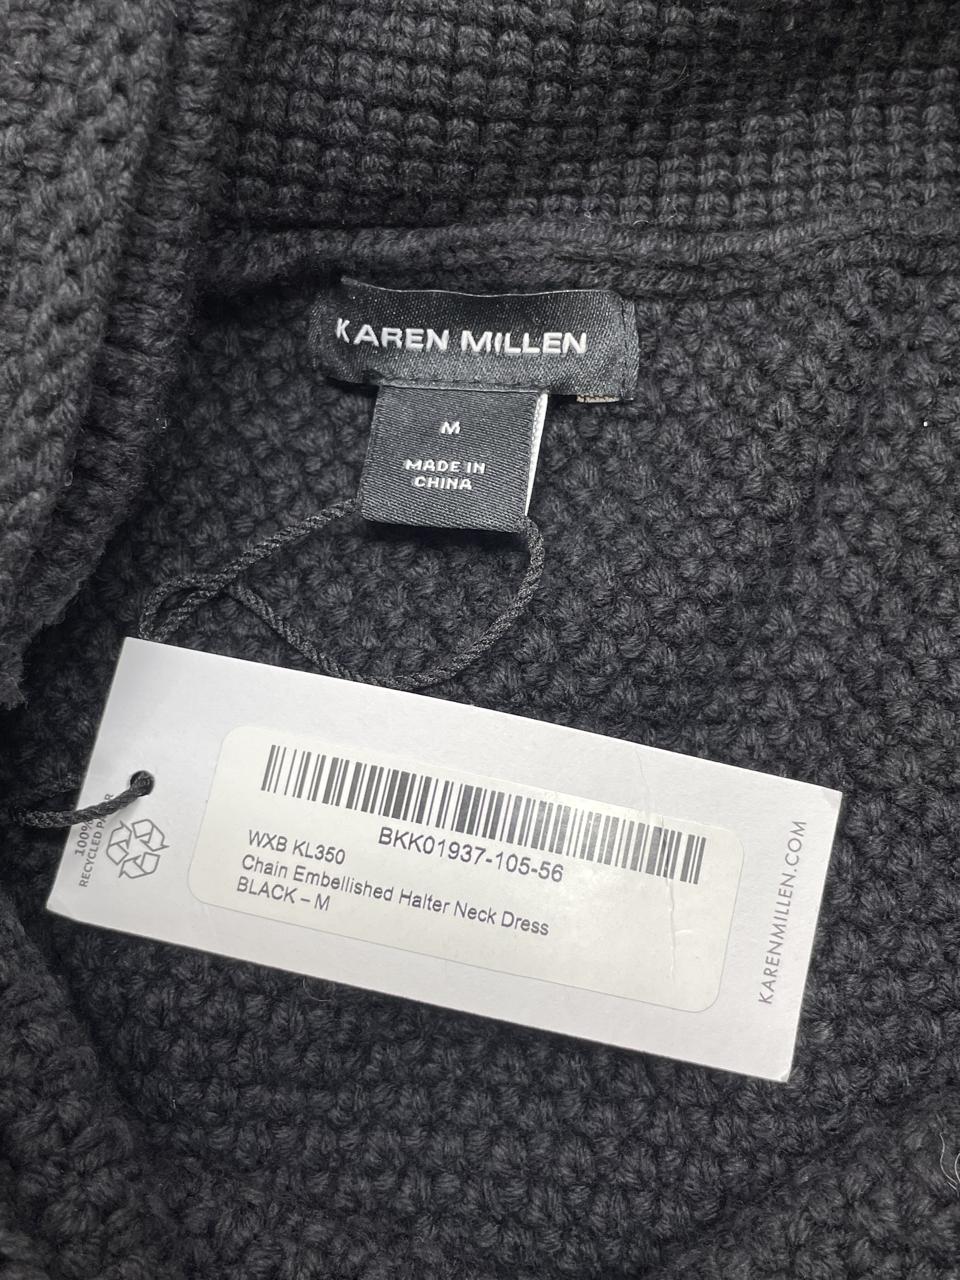 KAREN MILLEN
M
MADE IN
CHINA
100%
RECYCLED
BKK01937-105-56
WXB KL350
Chain Embellished Halter Neck Dress
BLACK – M
KARENMILLEN.COM